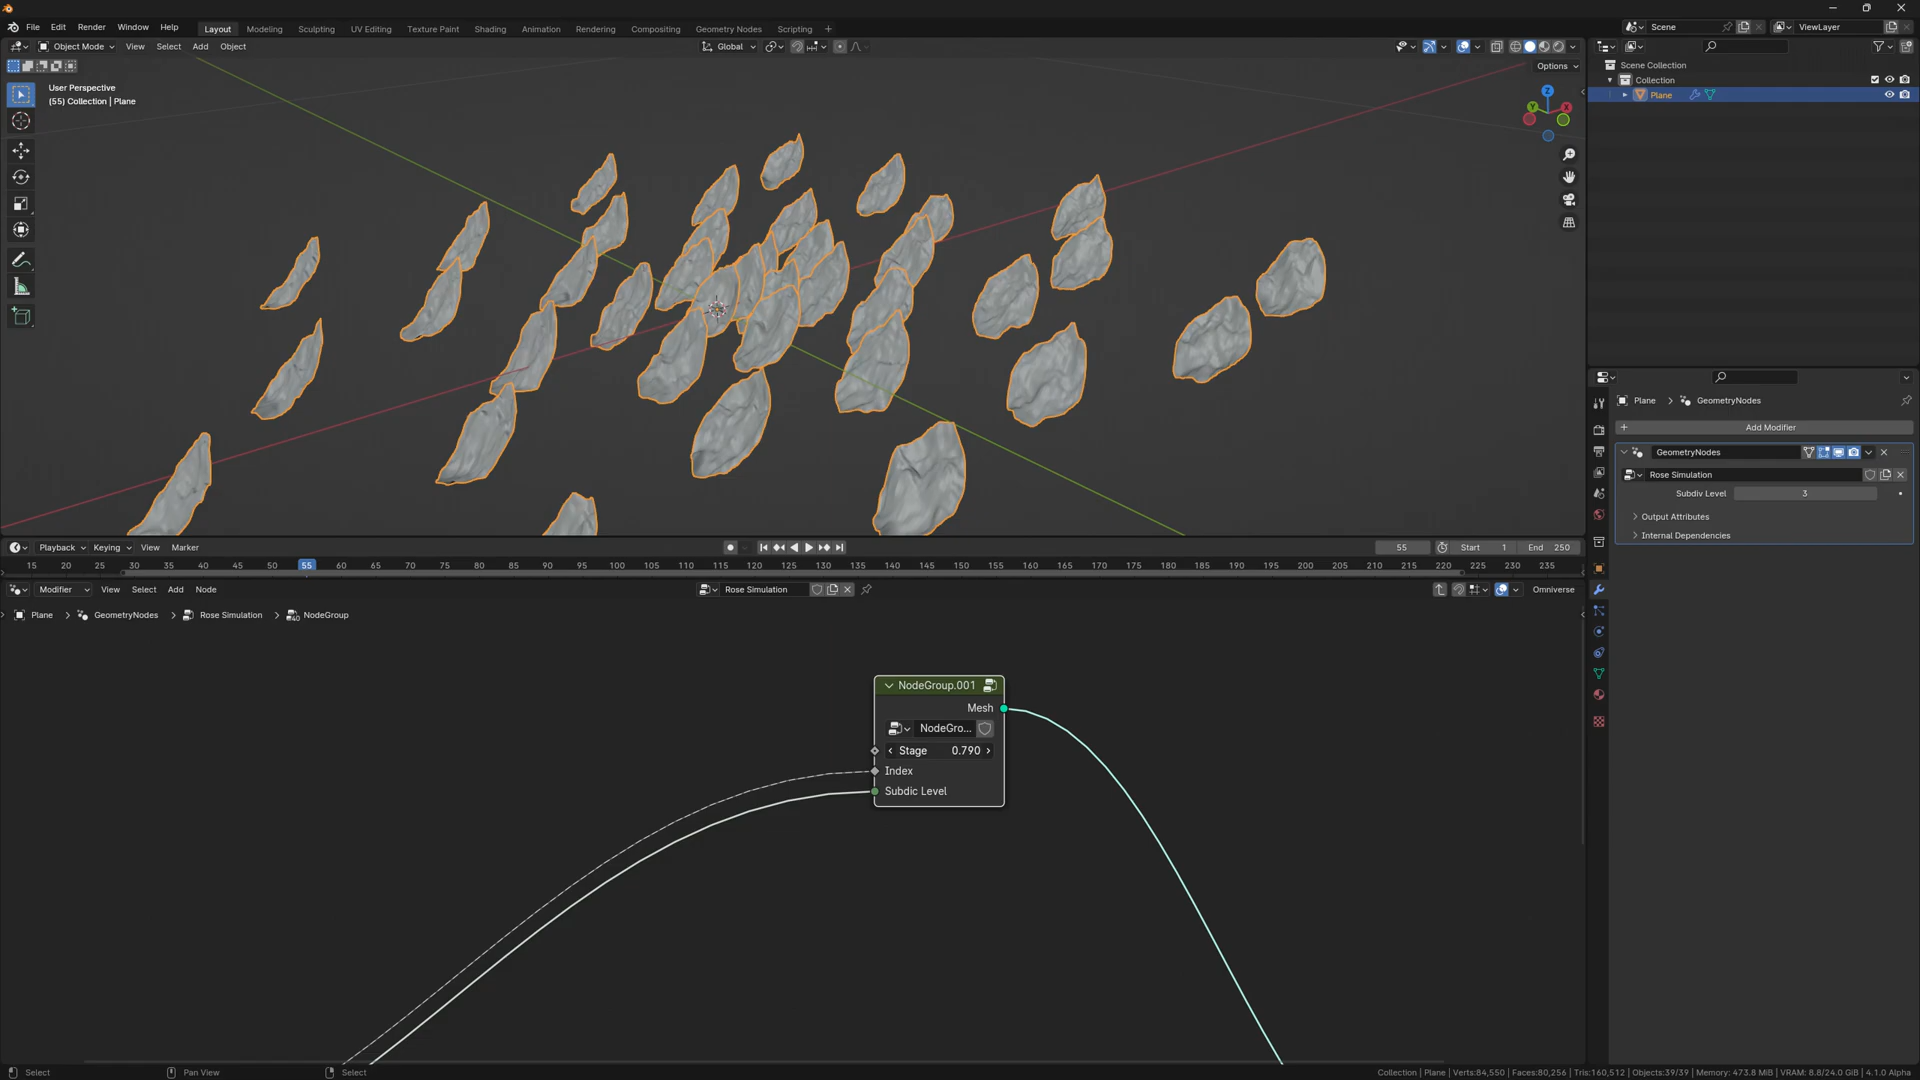 File Edit Render Window Help Layout Modeling Sculpting UV Editing Texture Paint Shading Animation Rendering Compositing Geometry Nodes Scripting + Scene ViewLayer
Object Mode View Select Add Object Global
Options
User Perspective
(55) Collection | Plane
Z
Y X
Scene Collection
Collection
Plane
Plane > GeometryNodes
+ Add Modifier
GeometryNodes
Rose Simulation
Subdiv Level 3
Output Attributes
Internal Dependencies
Playback Keying View Marker 55 Start 1 End 250
15 20 25 30 35 40 45 50 55 60 65 70 75 80 85 90 95 100 105 110 115 120 125 130 135 140 145 150 155 160 165 170 175 180 185 190 195 200 205 210 215 220 225 230 235
Modifier View Select Add Node Rose Simulation Omniverse
Plane > GeometryNodes > Rose Simulation > NodeGroup
NodeGroup.001
Mesh
NodeGro...
Stage 0.790
Index
Subdic Level
Select Pan View Select Collection | Plane | Verts:84,550 | Faces:80,256 | Tris:160,512 | Objects:39/39 | Memory: 473.8 MiB | VRAM: 8.8/24.0 GiB | 4.1.0 Alpha